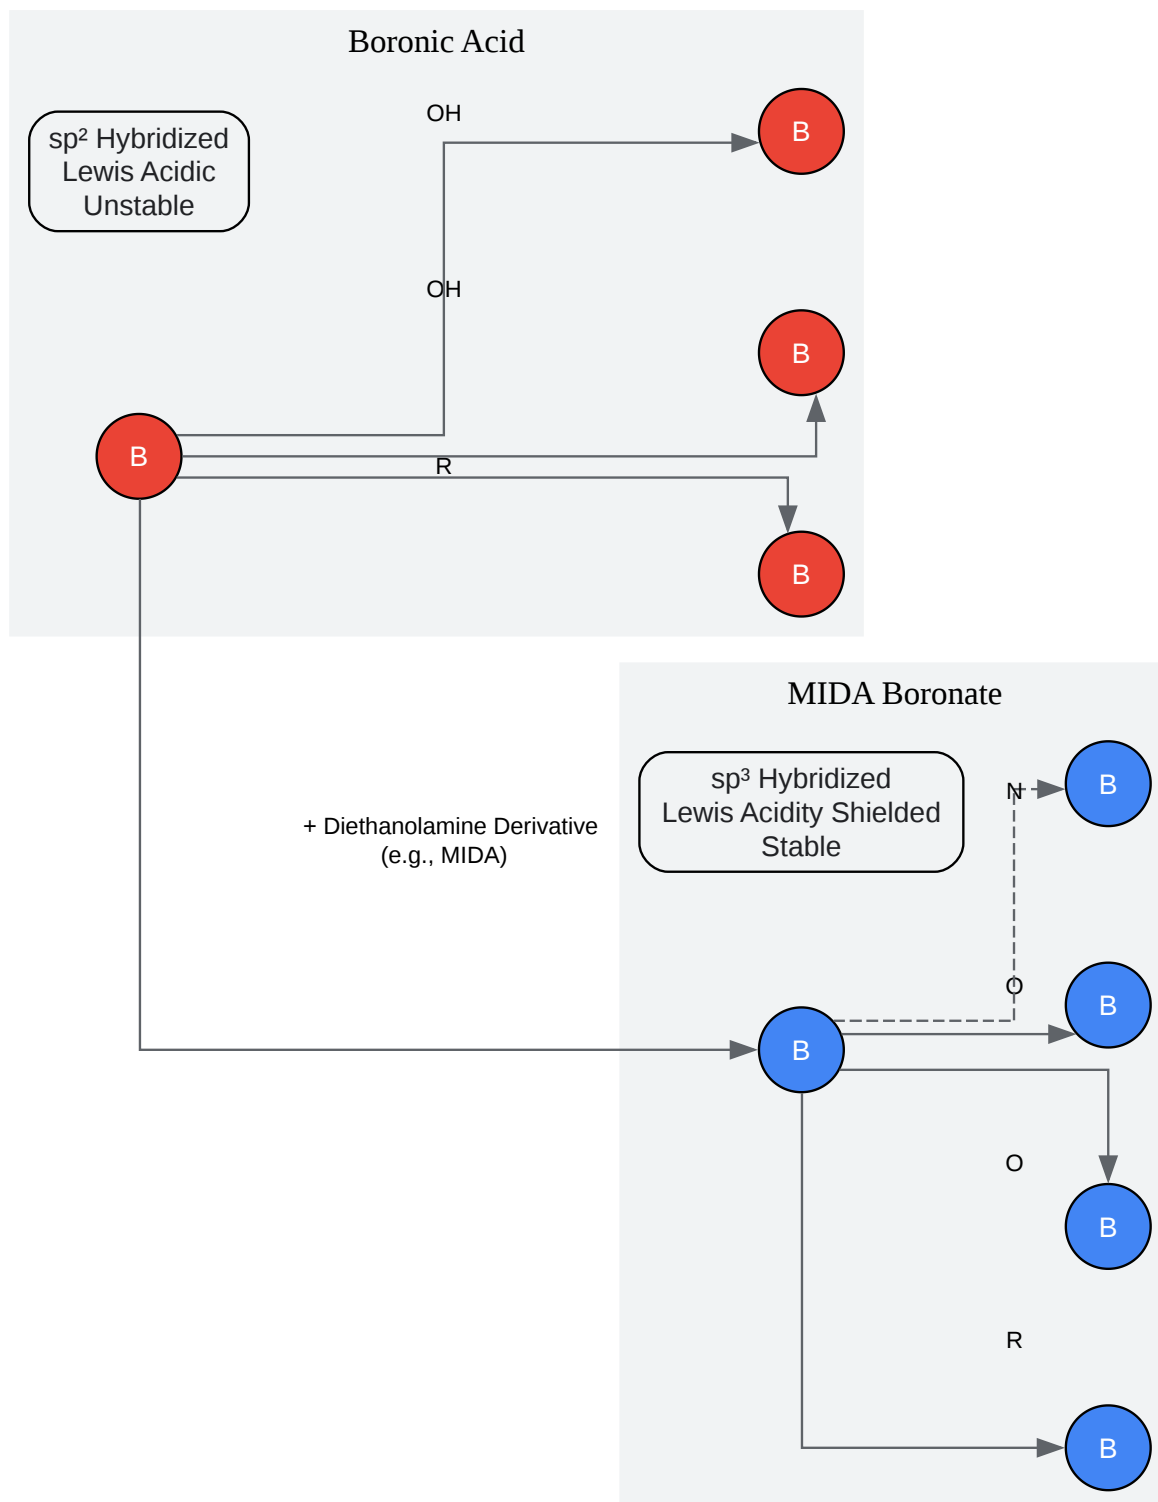 Boronic Acid
sp² Hybridized
Lewis Acidic
Unstable
OH
B
OH
B
B
R
B
MIDA Boronate
sp³ Hybridized
Lewis Acidity Shielded
Stable
N
B
+ Diethanolamine Derivative
(e.g., MIDA)
O
B
B
O
B
R
B